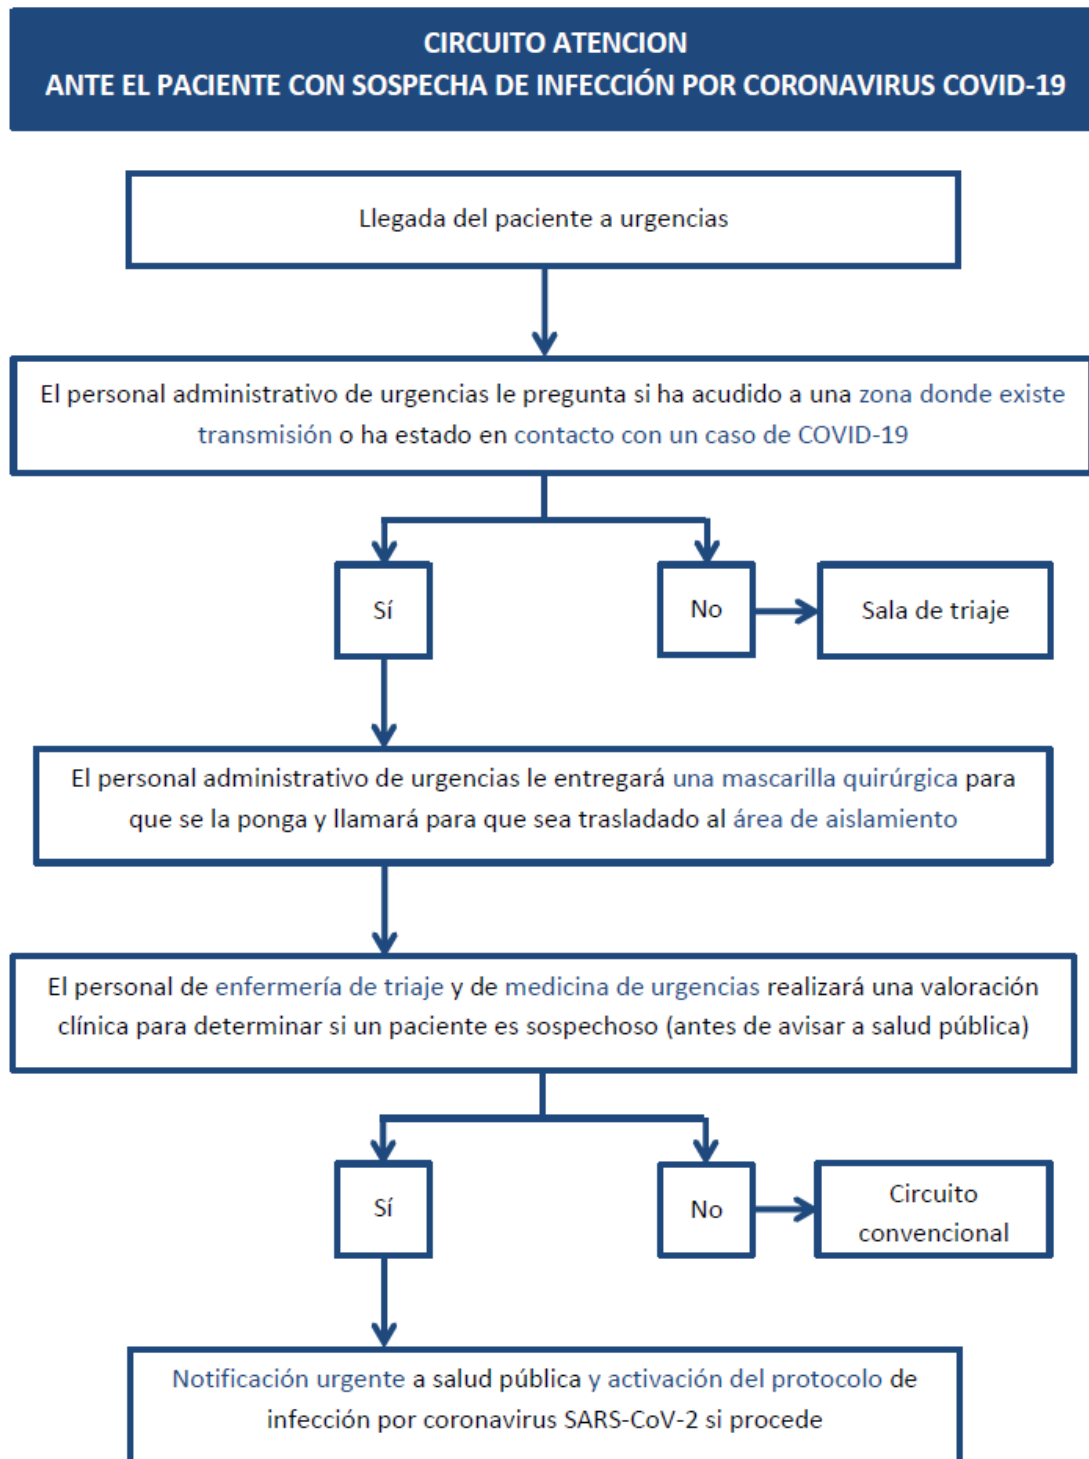 CIRCUITO ATENCION
ANTE EL PACIENTE CON SOSPECHA DE INFECCIÓN POR CORONAVIRUS COVID-19
Llegada del paciente a urgencias
El personal administrativo de urgencias le pregunta si ha acudido a una zona donde existe
transmisión o ha estado en contacto con un caso de COVID-19
Sí
No
Sala de triaje
El personal administrativo de urgencias le entregará una mascarilla quirúrgica para
que se la ponga y llamará para que sea trasladado al área de aislamiento
El personal de enfermería de triaje y de medicina de urgencias realizará una valoración
clínica para determinar si un paciente es sospechoso (antes de avisar a salud pública)
Sí
No
Circuito
convencional
Notificación urgente a salud pública y activación del protocolo de
infección por coronavirus SARS-CoV-2 si procede